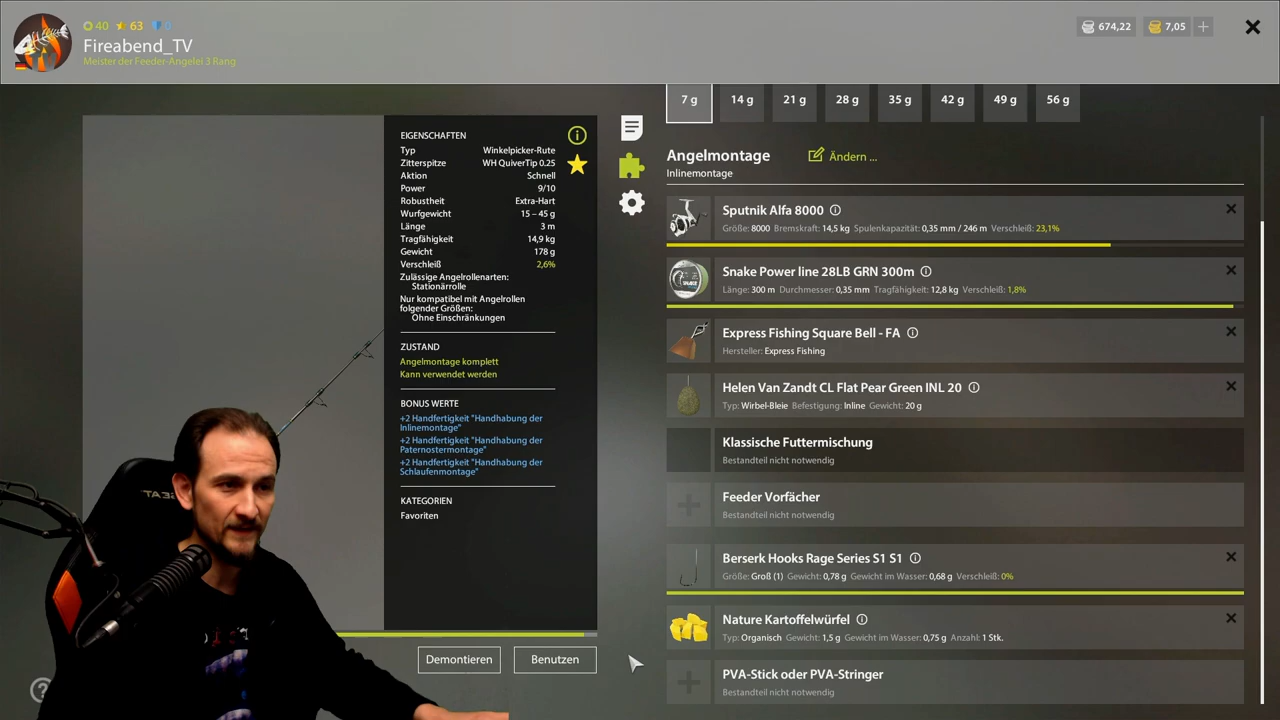 40 63
Fireabend_TV
Meister der Feeder-Angelei 3 Rang
674,22 7,05
7 g 14 g 21 g 28 g 35 g 42 g 49 g 56 g
EIGENSCHAFTEN
Typ Winkelpicker-Rute
Zitterspitze WH QuiverTip 0.25
Aktion Schnell
Power 9/10
Robustheit Extra-Hart
Wurfgewicht 15 – 45 g
Länge 3 m
Tragfähigkeit 14,9 kg
Gewicht 178 g
Verschleiß 2,6%
Zulässige Angelrollenarten:
Stationärrolle
Nur kompatibel mit Angelrollen
folgender Größen:
Ohne Einschränkungen
ZUSTAND
Angelmontage komplett
Kann verwendet werden
BONUS WERTE
+2 Handfertigkeit "Handhabung der
Inlinemontage"
+2 Handfertigkeit "Handhabung der
Paternostermontage"
+2 Handfertigkeit "Handhabung der
Schlaufenmontage"
KATEGORIEN
Favoriten
Demontieren Benutzen
Angelmontage Ändern ...
Inlinemontage
Sputnik Alfa 8000
Größe: 8000 Bremskraft: 14,5 kg Spulenkapazität: 0,35 mm / 246 m Verschleiß: 23,1%
Snake Power line 28LB GRN 300m
Länge: 300 m Durchmesser: 0,35 mm Tragfähigkeit: 12,8 kg Verschleiß: 1,8%
Express Fishing Square Bell - FA
Hersteller: Express Fishing
Helen Van Zandt CL Flat Pear Green INL 20
Typ: Wirbel-Bleie Befestigung: Inline Gewicht: 20 g
Klassische Futtermischung
Bestandteil nicht notwendig
Feeder Vorfächer
Bestandteil nicht notwendig
Berserk Hooks Rage Series S1 S1
Größe: Groß (1) Gewicht: 0,78 g Gewicht im Wasser: 0,68 g Verschleiß: 0%
Nature Kartoffelwürfel
Typ: Organisch Gewicht: 1,5 g Gewicht im Wasser: 0,75 g Anzahl: 1 Stk.
PVA-Stick oder PVA-Stringer
Bestandteil nicht notwendig